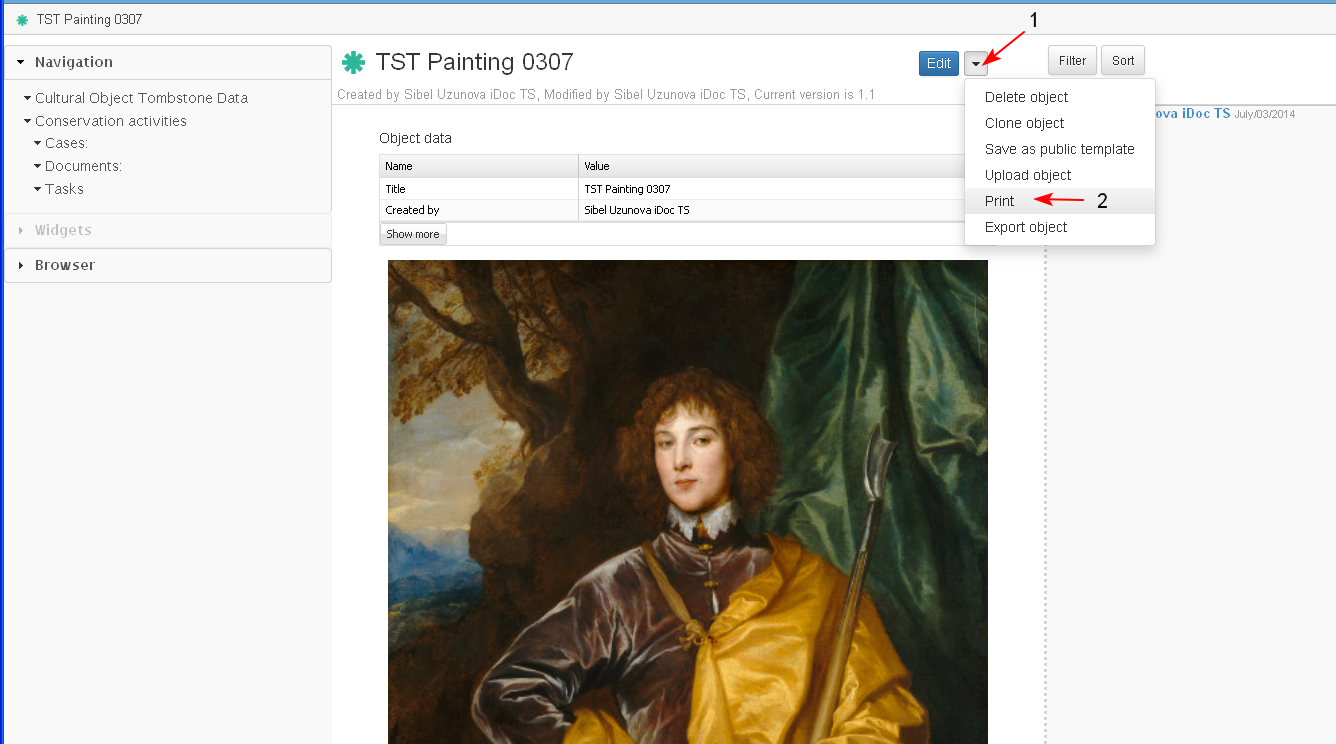 TST Painting 0307
1
Navigation
Cultural Object Tombstone Data
Conservation activities
Cases:
Documents:
Tasks
Widgets
Browser
TST Painting 0307
Edit
Created by Sibel Uzunova iDoc TS, Modified by Sibel Uzunova iDoc TS, Current version is 1.1
Filter Sort
Delete object
Clone object
Save as public template
Upload object
Print 2
Export object
ova iDoc TS July/03/2014
Object data
Name Value
Title TST Painting 0307
Created by Sibel Uzunova iDoc TS
Show more